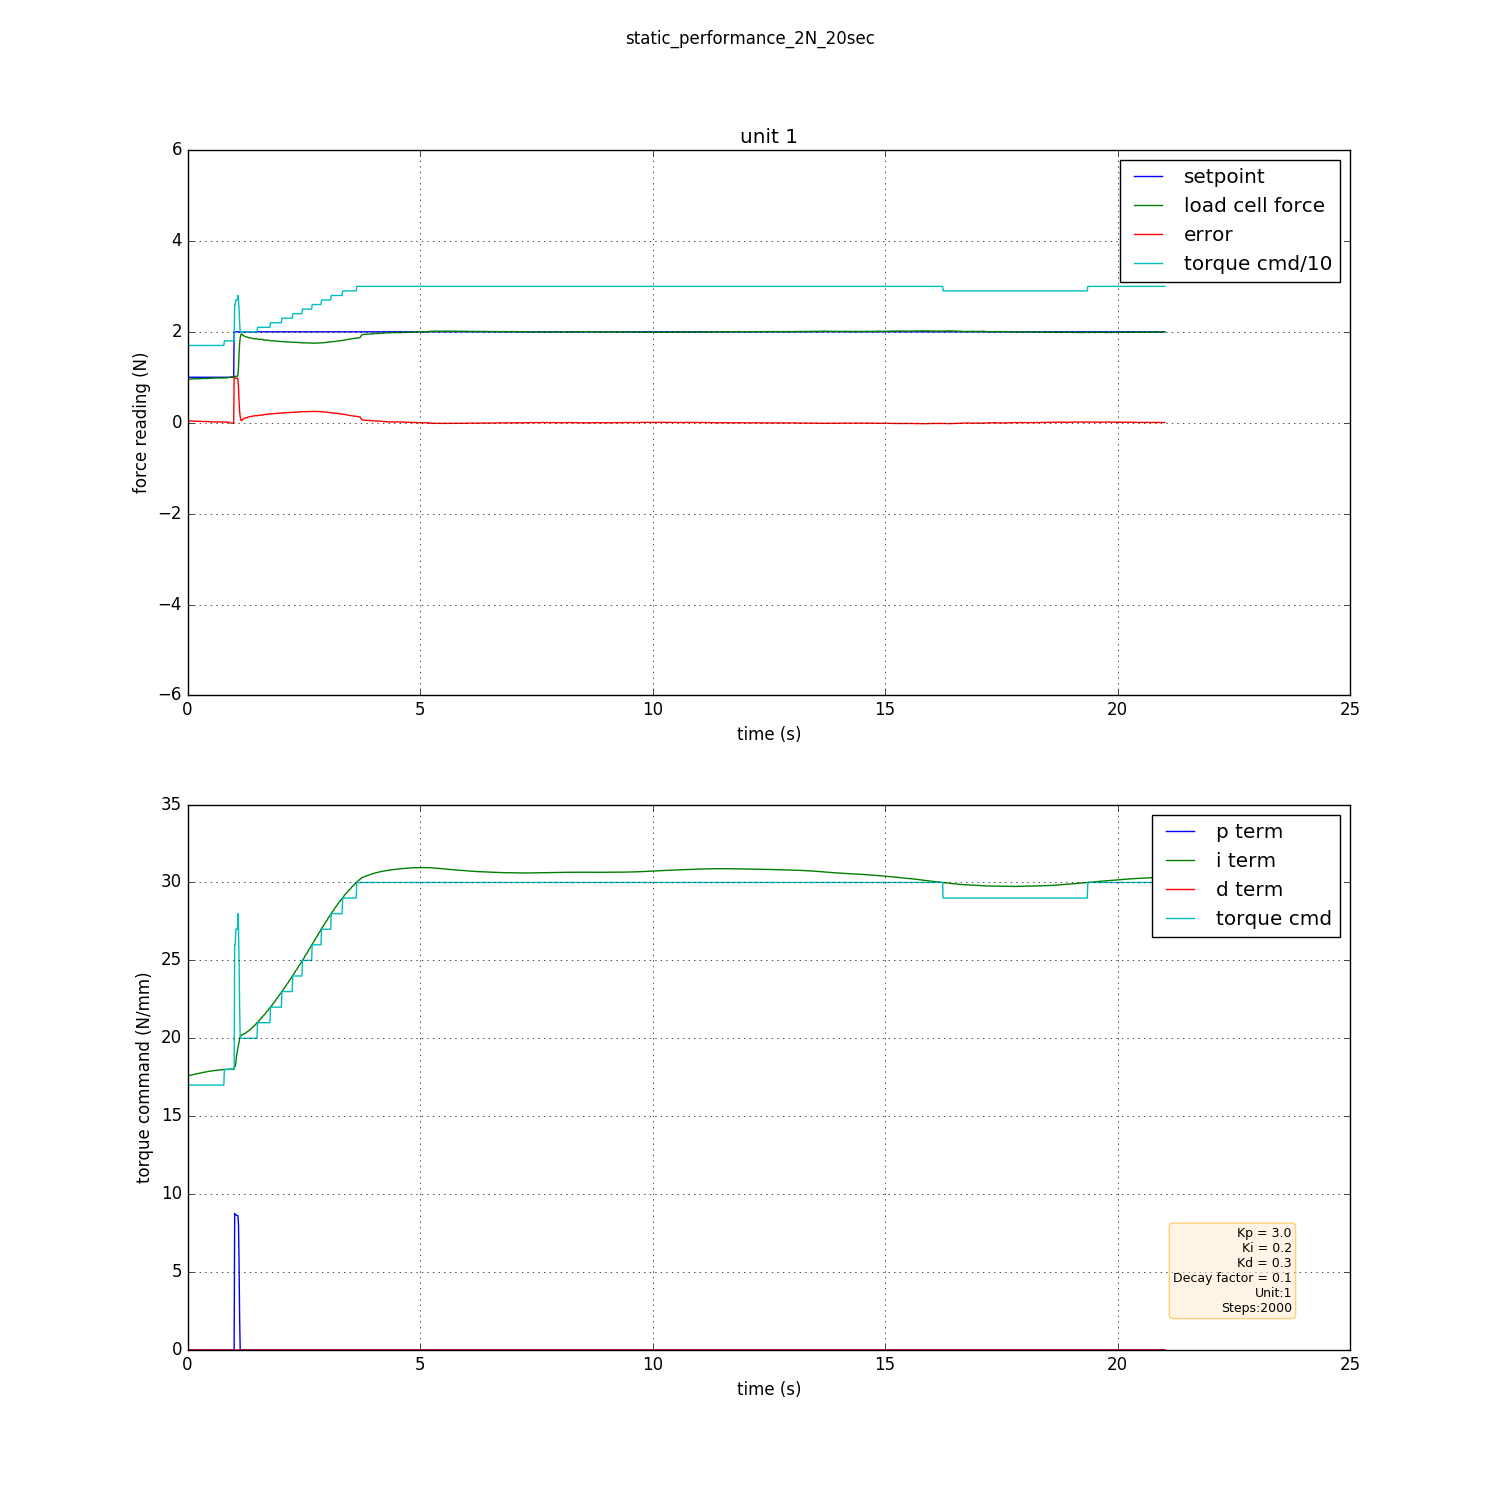 static_performance_2N_20sec
unit 1
6
4
2
0
−2
−4
−6
force reading (N)
setpoint
load cell force
error
torque cmd/10
0 5 10 15 20 25
time (s)
35
30
25
20
15
10
5
0
torque command (N/mm)
p term
i term
d term
torque cmd
Kp = 3.0
Ki = 0.2
Kd = 0.3
Decay factor = 0.1
Unit:1
Steps:2000
0 5 10 15 20 25
time (s)